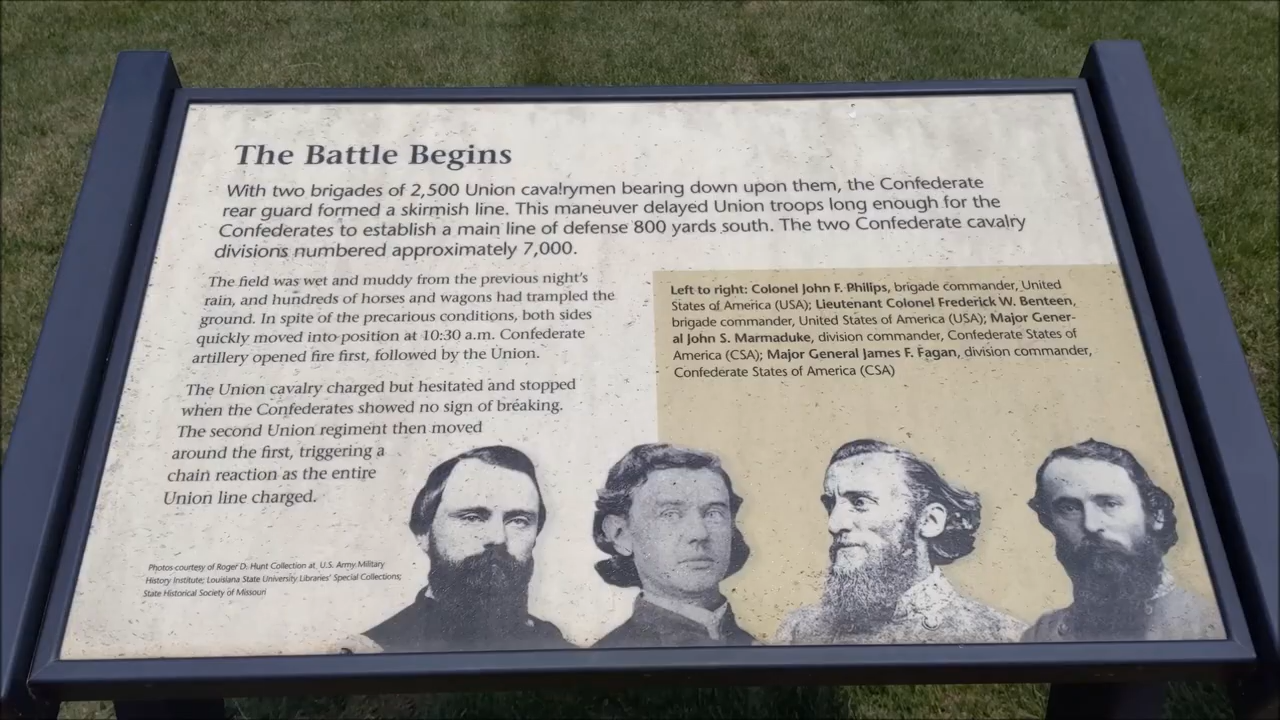 The Battle Begins
With two brigades of 2,500 Union cavalrymen bearing down upon them, the Confederate
rear guard formed a skirmish line. This maneuver delayed Union troops long enough for the
Confederates to establish a main line of defense 800 yards south. The two Confederate cavalry
divisions numbered approximately 7,000.
The field was wet and muddy from the previous night's
rain, and hundreds of horses and wagons had trampled the
ground. In spite of the precarious conditions, both sides
quickly moved into position at 10:30 a.m. Confederate
artillery opened fire first, followed by the Union.
The Union cavalry charged but hesitated and stopped
when the Confederates showed no sign of breaking.
The second Union regiment then moved
around the first, triggering a
chain reaction as the entire
Union line charged.
Left to right: Colonel John F. Philips, brigade commander, United
States of America (USA); Lieutenant Colonel Frederick W. Benteen,
brigade commander, United States of America (USA); Major Gener-
al John S. Marmaduke, division commander, Confederate States of
America (CSA); Major General James F. Fagan, division commander,
Confederate States of America (CSA)
Photos courtesy of Roger D. Hunt Collection at U.S. Army Military
History Institute; Louisiana State University Libraries' Special Collections;
State Historical Society of Missouri